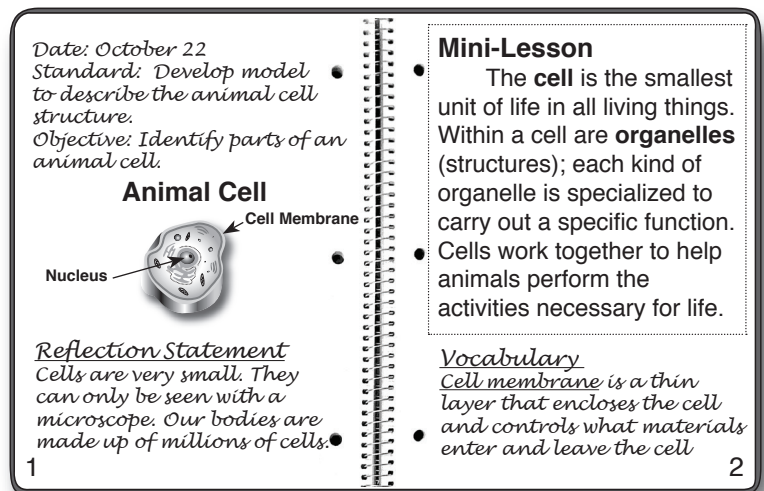 Date: October 22
Standard: Develop model
to describe the animal cell
structure.
Objective: Identify parts of an
animal cell.
Animal Cell
Cell Membrane
Nucleus
Reflection Statement
Cells are very small. They
can only be seen with a
microscope. Our bodies are
made up of millions of cells.
1
Mini-Lesson
The cell is the smallest
unit of life in all living things.
Within a cell are organelles
(structures); each kind of
organelle is specialized to
carry out a specific function.
Cells work together to help
animals perform the
activities necessary for life.
Vocabulary
Cell membrane is a thin
layer that encloses the cell
and controls what materials
enter and leave the cell
2